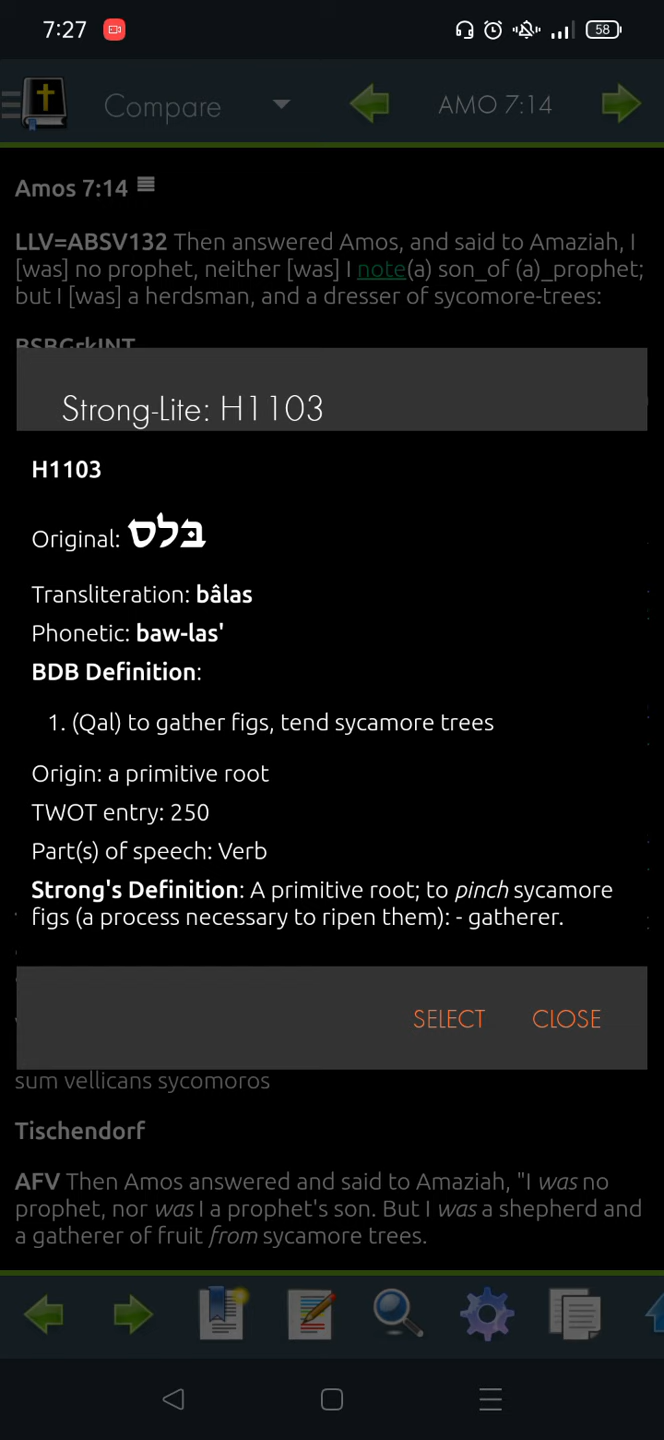 7:27
58
Compare
AMO 7:14
Amos 7:14
LLV=ABSV132 Then answered Amos, and said to Amaziah, I
[was] no prophet, neither [was] I note(a) son_of (a)_prophet;
but I [was] a herdsman, and a dresser of sycomore-trees:
BSBGrkINT
Strong-Lite: H1103
H1103
Original: בּלס
Transliteration: bâlas
Phonetic: baw-las'
BDB Definition:
1. (Qal) to gather figs, tend sycamore trees
Origin: a primitive root
TWOT entry: 250
Part(s) of speech: Verb
Strong's Definition: A primitive root; to pinch sycamore
figs (a process necessary to ripen them): - gatherer.
SELECT CLOSE
sum vellicans sycomoros
Tischendorf
AFV Then Amos answered and said to Amaziah, "I was no
prophet, nor was I a prophet's son. But I was a shepherd and
a gatherer of fruit from sycamore trees.